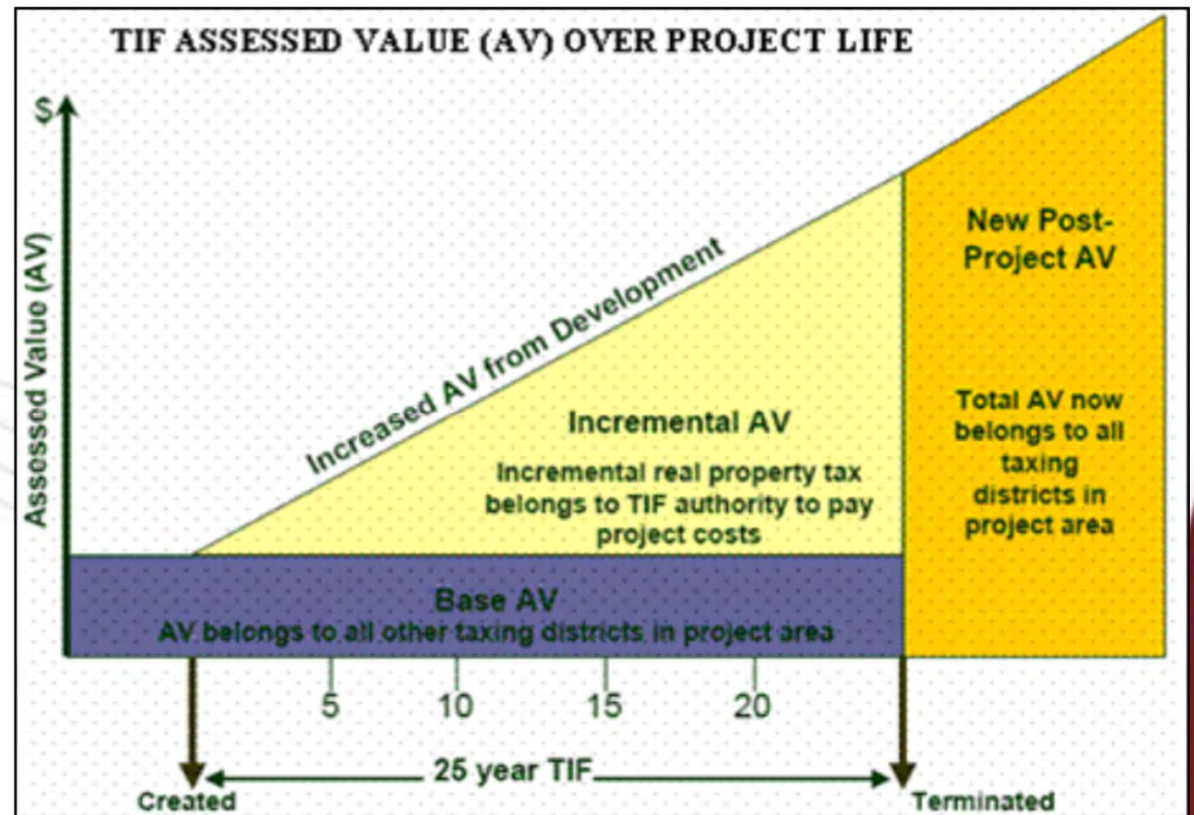 TIF ASSESSED VALUE (AV) OVER PROJECT LIFE
$
Assessed Value (AV)
Increased AV from Development
New Post-
Project AV
Incremental AV
Incremental real property tax
belongs to TIF authority to pay
project costs
Total AV now
belongs to all
taxing
districts in
project area
Base AV
AV belongs to all other taxing districts in project area
5 10 15 20
25 year TIF
Created
Terminated